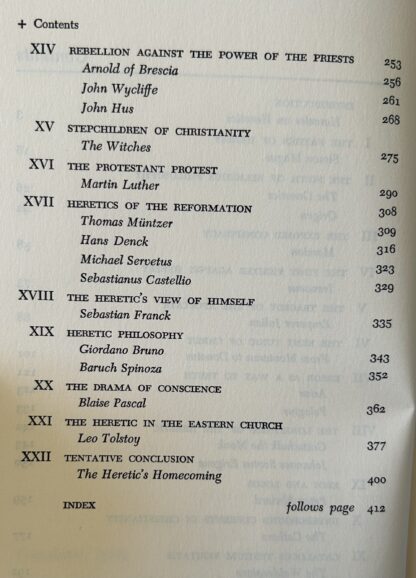 + Contents
XIV REBELLION AGAINST THE POWER OF THE PRIESTS 253
Arnold of Brescia 256
John Wycliffe 261
John Hus 268
XV STEPCHILDREN OF CHRISTIANITY
The Witches 275
XVI THE PROTESTANT PROTEST
Martin Luther 290
XVII HERETICS OF THE REFORMATION 308
Thomas Müntzer 309
Hans Denck 316
Michael Servetus 323
Sebastianus Castellio 329
XVIII THE HERETIC'S VIEW OF HIMSELF
Sebastian Franck 335
XIX HERETIC PHILOSOPHY
Giordano Bruno 343
Baruch Spinoza 352
XX THE DRAMA OF CONSCIENCE
Blaise Pascal 362
XXI THE HERETIC IN THE EASTERN CHURCH
Leo Tolstoy 377
XXII TENTATIVE CONCLUSION
The Heretic's Homecoming 400
INDEX follows page 412